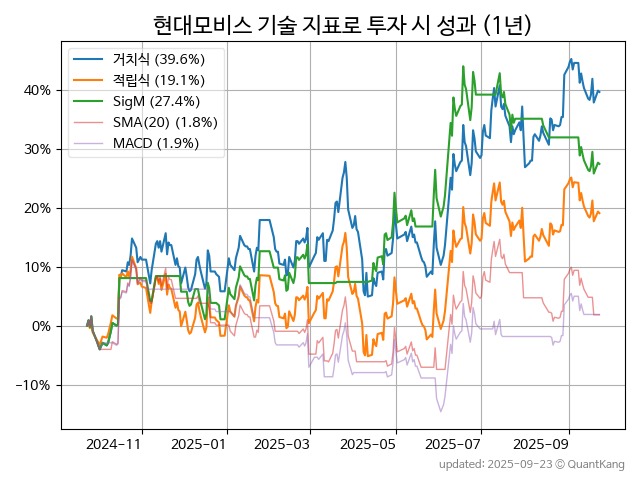 현대모비스 기술 지표로 투자 시 성과 (1년)
거치식 (39.6%)
적립식 (19.1%)
SigM (27.4%)
SMA(20) (1.8%)
MACD (1.9%)
40%
30%
20%
10%
0%
−10%
2024−11
2025−01
2025−03
2025−05
2025−07
2025−09
updated: 2025-09-23 © QuantKang